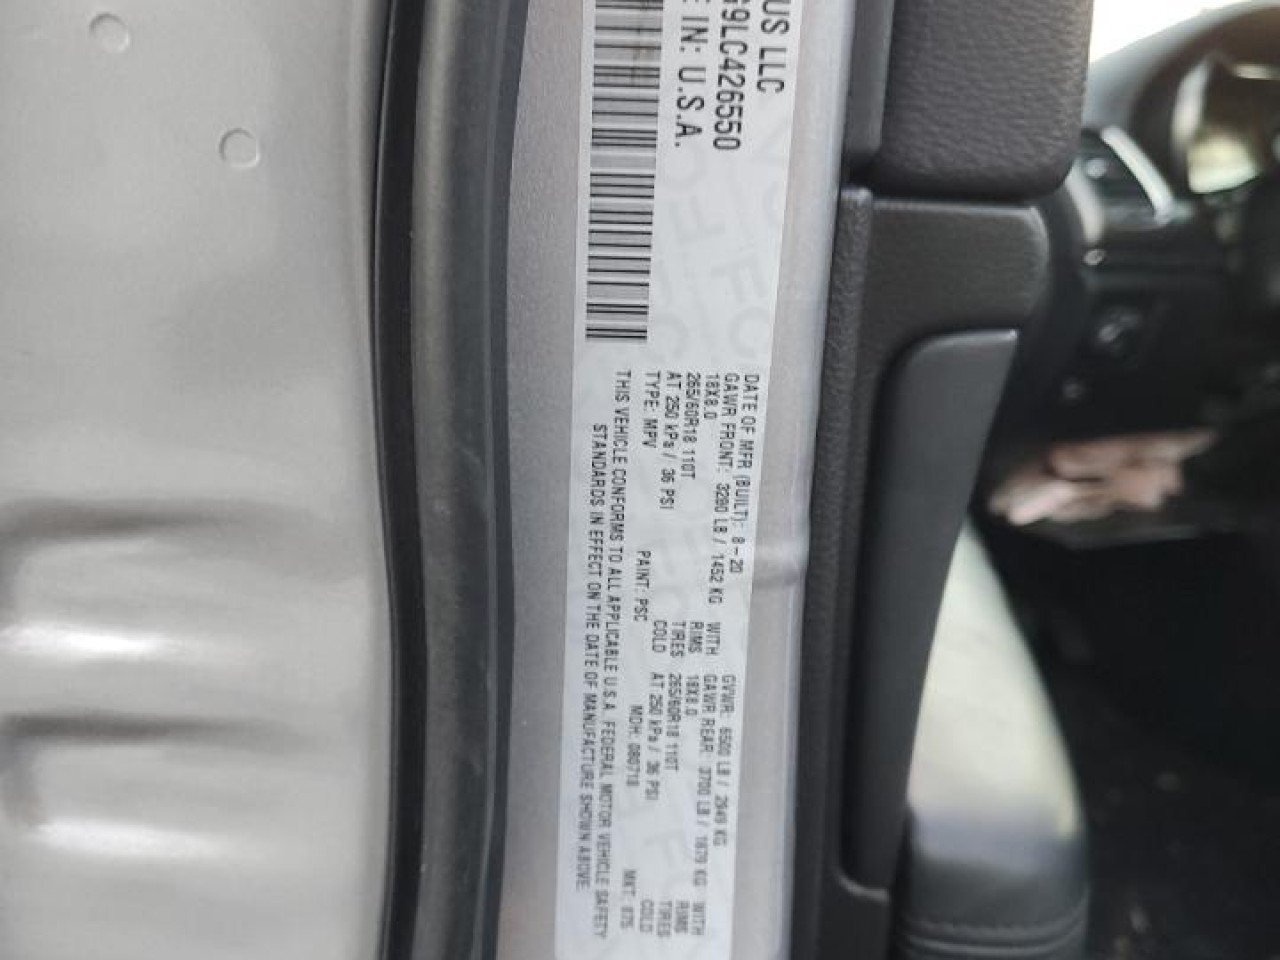 US LLC
G9LC426550
E IN: U.S.A.
DATE OF MFR (BUILT): 8-20 GVWR: 6500 LB / 2949 KG
GAWR FRONT: 3280 LB / 1452 KG WITH GAWR REAR: 3700 LB / 1679 KG WITH
18X8.0 RIMS 18X8.0 RIMS
265/60R18 110T TIRES 265/60R18 110T TIRES
AT 250 kPa / 36 PSI COLD AT 250 kPa / 36 PSI COLD
TYPE: MPV PAINT: PSC MDH: 080718 MKT:
THIS VEHICLE CONFORMS TO ALL APPLICABLE U.S.A. FEDERAL MOTOR VEHICLE SAFETY
STANDARDS IN EFFECT ON THE DATE OF MANUFACTURE SHOWN ABOVE.